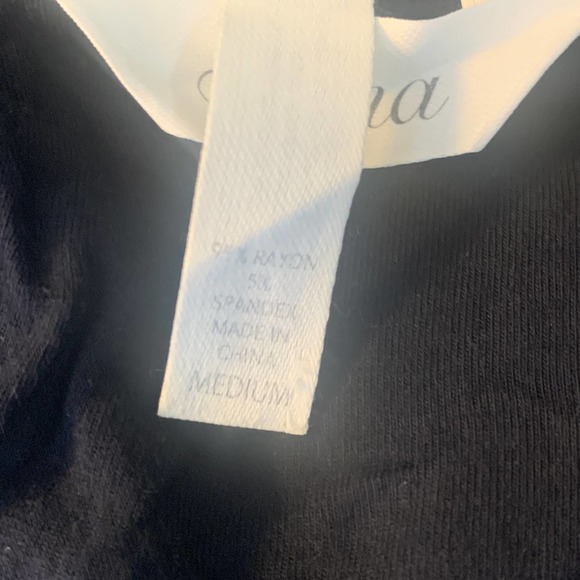 95% RAYON
5%
SPANDEX
MADE IN
CHINA
MEDIUM